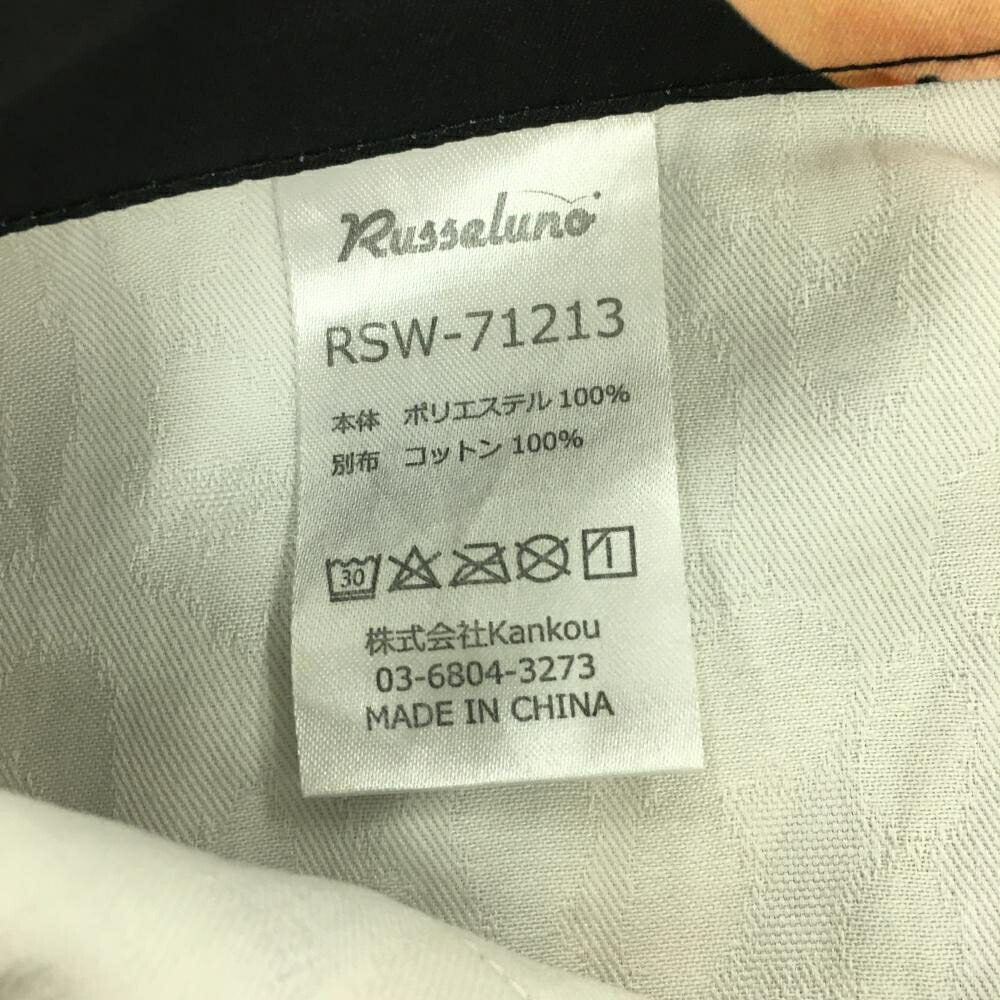 Russeluno
RSW-71213
本体 ポリエステル 100%
別布 コットン 100%
30
株式会社Kankou
03-6804-3273
MADE IN CHINA